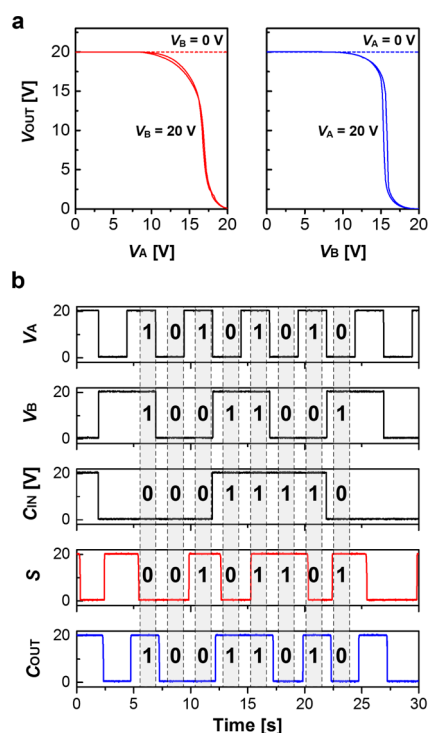 a
VB = 0 V
VA = 0 V
VB = 20 V
VA = 20 V
VOUT [V]
20
15
10
5
0
0 5 10 15 20
0 5 10 15 20
VA [V]
VB [V]
b
VA
20
0
1 0 1 0 1 0 1 0
VB
20
0
1 0 0 1 1 0 0 1
CIN [V]
20
0
0 0 0 1 1 1 1 0
S
20
0
0 0 1 0 1 1 0 1
COUT
20
0
1 0 0 1 1 0 1 0
0 5 10 15 20 25 30
Time [s]